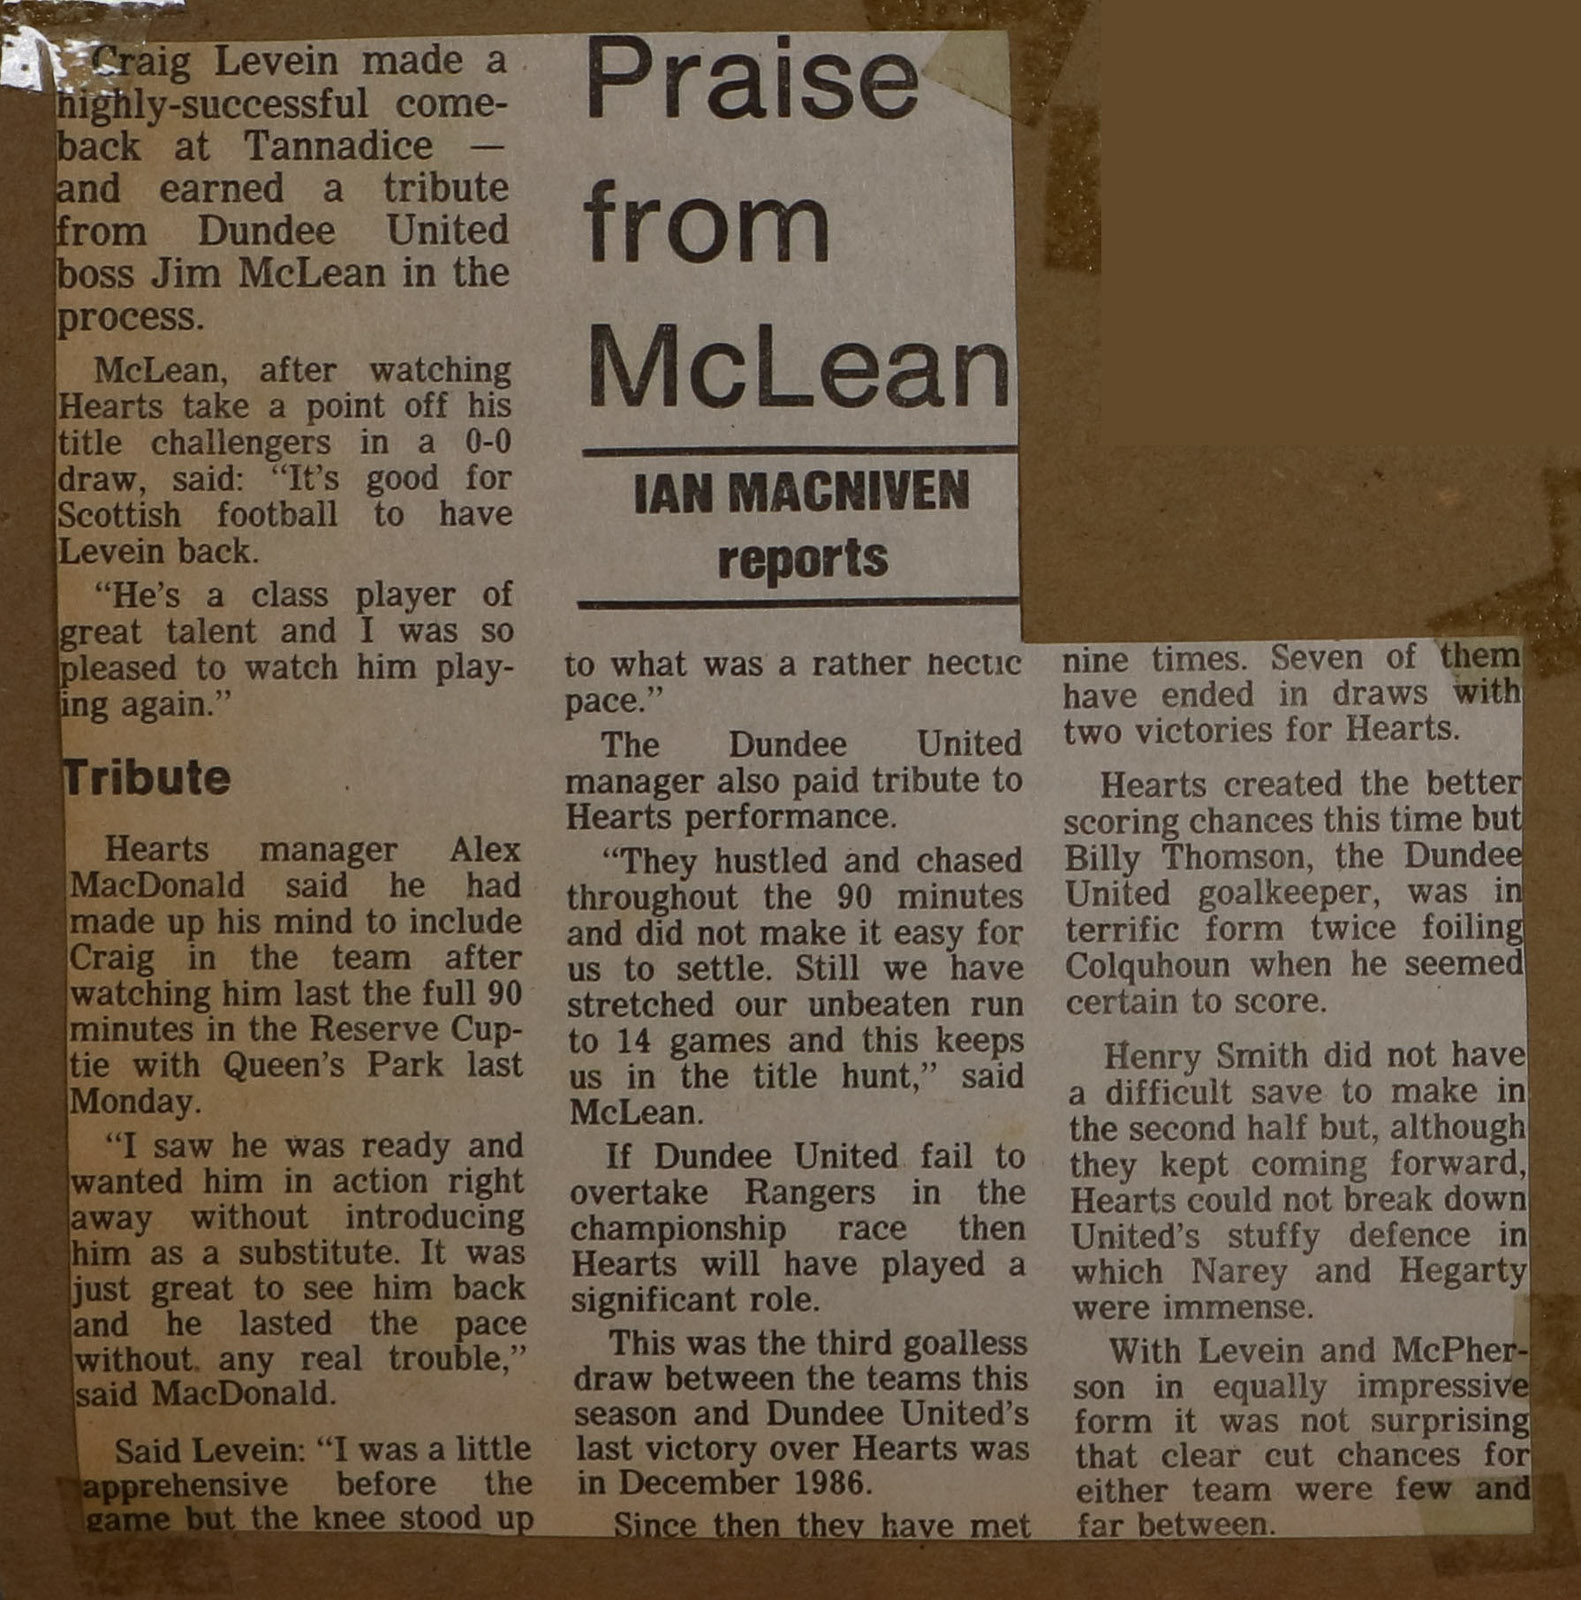 Craig Levein made a
highly-successful come-
back at Tannadice —
and earned a tribute
from Dundee United
boss Jim McLean in the
process.
McLean, after watching
Hearts take a point off his
title challengers in a 0-0
draw, said: “It's good for
Scottish football to have
Levein back.
“He's a class player of
great talent and I was so
pleased to watch him play-
ing again.”
Tribute
Hearts manager Alex
MacDonald said he had
made up his mind to include
Craig in the team after
watching him last the full 90
minutes in the Reserve Cup-
tie with Queen's Park last
Monday.
“I saw he was ready and
wanted him in action right
away without introducing
him as a substitute. It was
just great to see him back
and he lasted the pace
without any real trouble,”
said MacDonald.
Said Levein: “I was a little
apprehensive before the
game but the knee stood up
Praise
from
McLean
IAN MACNIVEN
reports
to what was a rather hectic
pace.”
The Dundee United
manager also paid tribute to
Hearts performance.
“They hustled and chased
throughout the 90 minutes
and did not make it easy for
us to settle. Still we have
stretched our unbeaten run
to 14 games and this keeps
us in the title hunt,” said
McLean.
If Dundee United fail to
overtake Rangers in the
championship race then
Hearts will have played a
significant role.
This was the third goalless
draw between the teams this
season and Dundee United's
last victory over Hearts was
in December 1986.
Since then they have met
nine times. Seven of them
have ended in draws with
two victories for Hearts.
Hearts created the better
scoring chances this time but
Billy Thomson, the Dundee
United goalkeeper, was in
terrific form twice foiling
Colquhoun when he seemed
certain to score.
Henry Smith did not have
a difficult save to make in
the second half but, although
they kept coming forward,
Hearts could not break down
United's stuffy defence in
which Narey and Hegarty
were immense.
With Levein and McPher-
son in equally impressive
form it was not surprising
that clear cut chances for
either team were few and
far between.